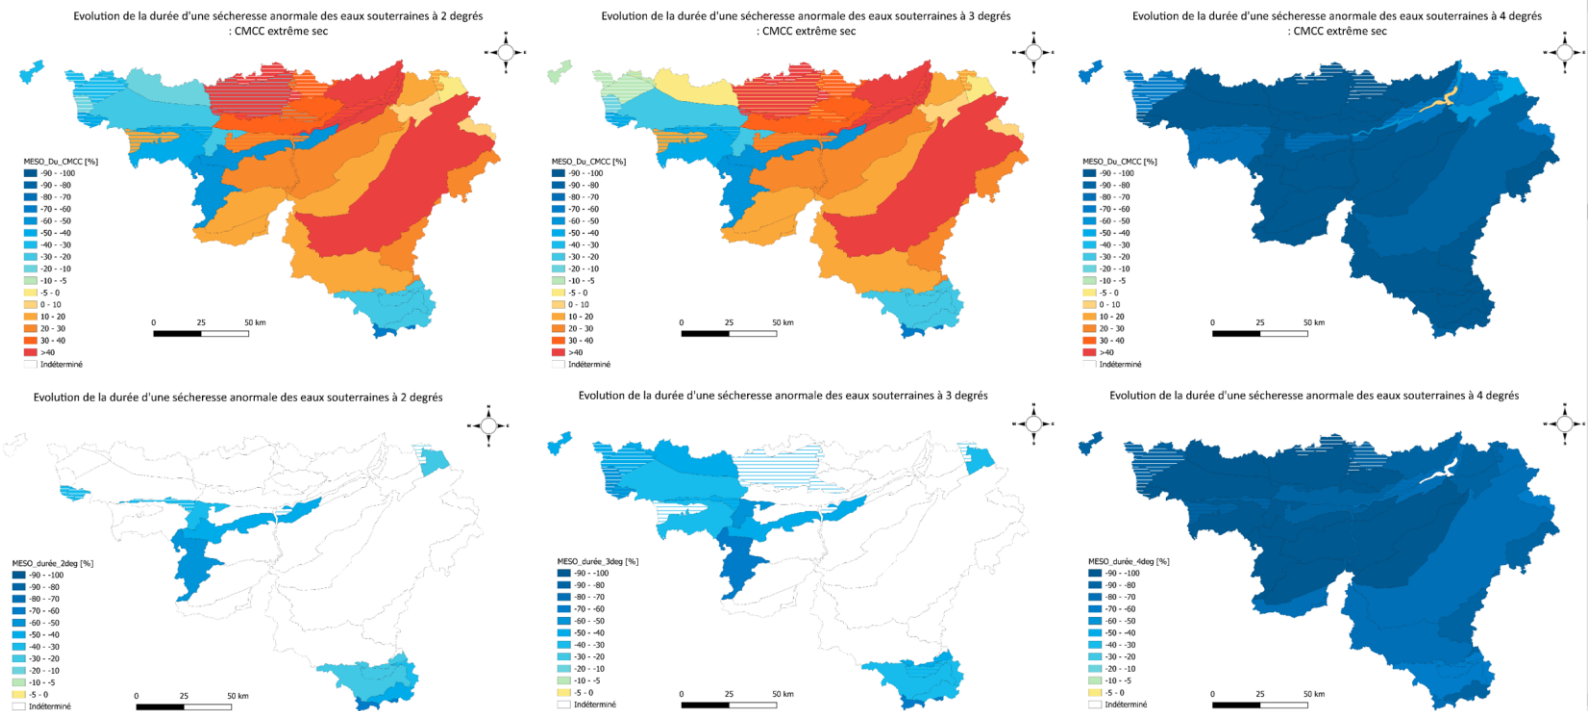 Evolution de la durée d'une sécheresse anormale des eaux souterraines à 2 degrés
: CMCC extrême sec
N
W
E
S
MESO_Du_CMCC [%]
-90 - -100
-90 - -80
-80 - -70
-70 - -60
-60 - -50
-50 - -40
-40 - -30
-30 - -20
-20 - -10
-10 - -5
-5 - 0
0 - 10
10 - 20
20 - 30
30 - 40
>40
Indéterminé
0 25 50 km
Evolution de la durée d'une sécheresse anormale des eaux souterraines à 3 degrés
: CMCC extrême sec
N
W
E
S
MESO_Du_CMCC [%]
-90 - -100
-90 - -80
-80 - -70
-70 - -60
-60 - -50
-50 - -40
-40 - -30
-30 - -20
-20 - -10
-10 - -5
-5 - 0
0 - 10
10 - 20
20 - 30
30 - 40
>40
Indéterminé
0 25 50 km
Evolution de la durée d'une sécheresse anormale des eaux souterraines à 4 degrés
: CMCC extrême sec
N
W
E
S
MESO_Du_CMCC [%]
-90 - -100
-90 - -80
-80 - -70
-70 - -60
-60 - -50
-50 - -40
-40 - -30
-30 - -20
-20 - -10
-10 - -5
-5 - 0
0 - 10
10 - 20
20 - 30
30 - 40
>40
Indéterminé
0 25 50 km
Evolution de la durée d'une sécheresse anormale des eaux souterraines à 2 degrés
N
W
E
S
MESO_durée_2deg [%]
-90 - -100
-90 - -80
-80 - -70
-70 - -60
-60 - -50
-50 - -40
-40 - -30
-30 - -20
-20 - -10
-10 - -5
-5 - 0
Indéterminé
0 25 50 km
Evolution de la durée d'une sécheresse anormale des eaux souterraines à 3 degrés
N
W
E
S
MESO_durée_3deg [%]
-90 - -100
-90 - -80
-80 - -70
-70 - -60
-60 - -50
-50 - -40
-40 - -30
-30 - -20
-20 - -10
-10 - -5
-5 - 0
Indéterminé
0 25 50 km
Evolution de la durée d'une sécheresse anormale des eaux souterraines à 4 degrés
N
W
E
S
MESO_durée_4deg [%]
-90 - -100
-90 - -80
-80 - -70
-70 - -60
-60 - -50
-50 - -40
-40 - -30
-30 - -20
-20 - -10
-10 - -5
-5 - 0
Indéterminé
0 25 50 km